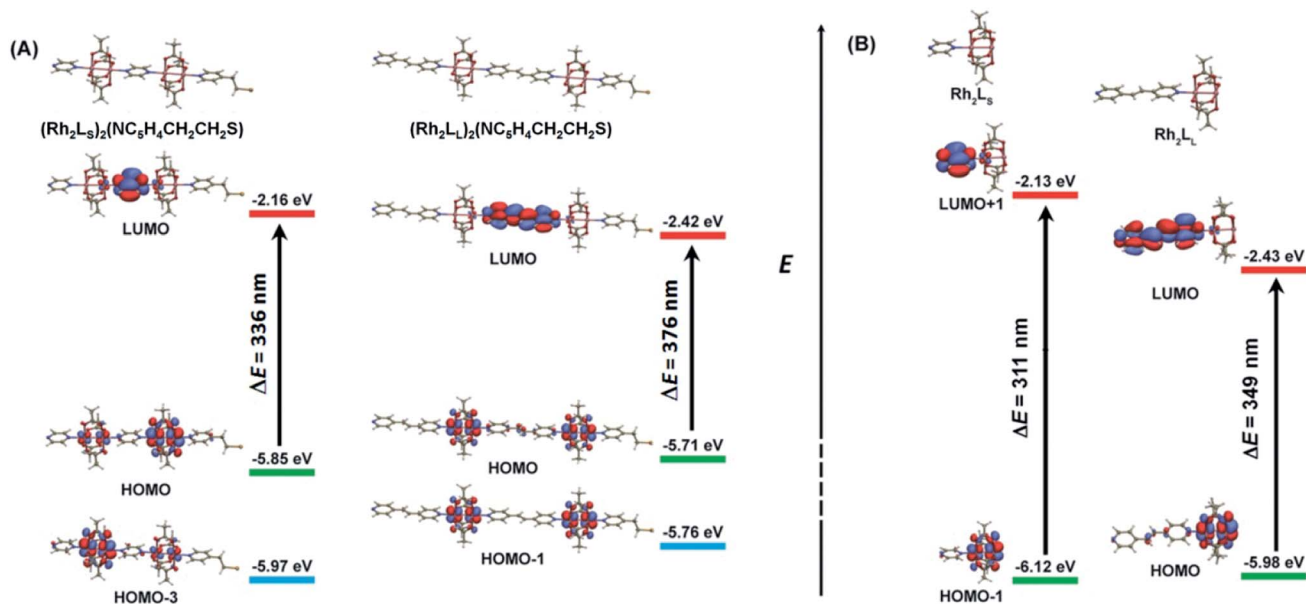 (A)
(Rh₂Lₛ)₂(NC₅H₄CH₂CH₂S)
(Rh₂L_L)₂(NC₅H₄CH₂CH₂S)
-2.16 eV
LUMO
-2.42 eV
LUMO
ΔE = 336 nm
ΔE = 376 nm
-5.85 eV
HOMO
-5.71 eV
HOMO
-5.97 eV
HOMO-3
-5.76 eV
HOMO-1
E
(B)
Rh₂Lₛ
Rh₂L_L
-2.13 eV
LUMO+1
-2.43 eV
LUMO
ΔE = 311 nm
ΔE = 349 nm
-6.12 eV
HOMO-1
-5.98 eV
HOMO